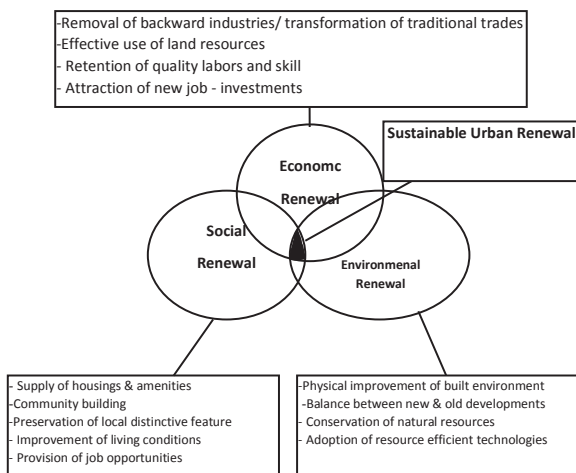 -Removal of backward industries/ transformation of traditional trades
-Effective use of land resources
- Retention of quality labors and skill
- Attraction of new job - investments
Sustainable Urban Renewal
Economc
Renewal
Social
Renewal
Environmenal
Renewal
- Supply of housings & amenities
-Community building
-Preservation of local distinctive feature
- Improvement of living conditions
- Provision of job opportunities
-Physical improvement of built environment
-Balance between new & old developments
- Conservation of natural resources
- Adoption of resource efficient technologies